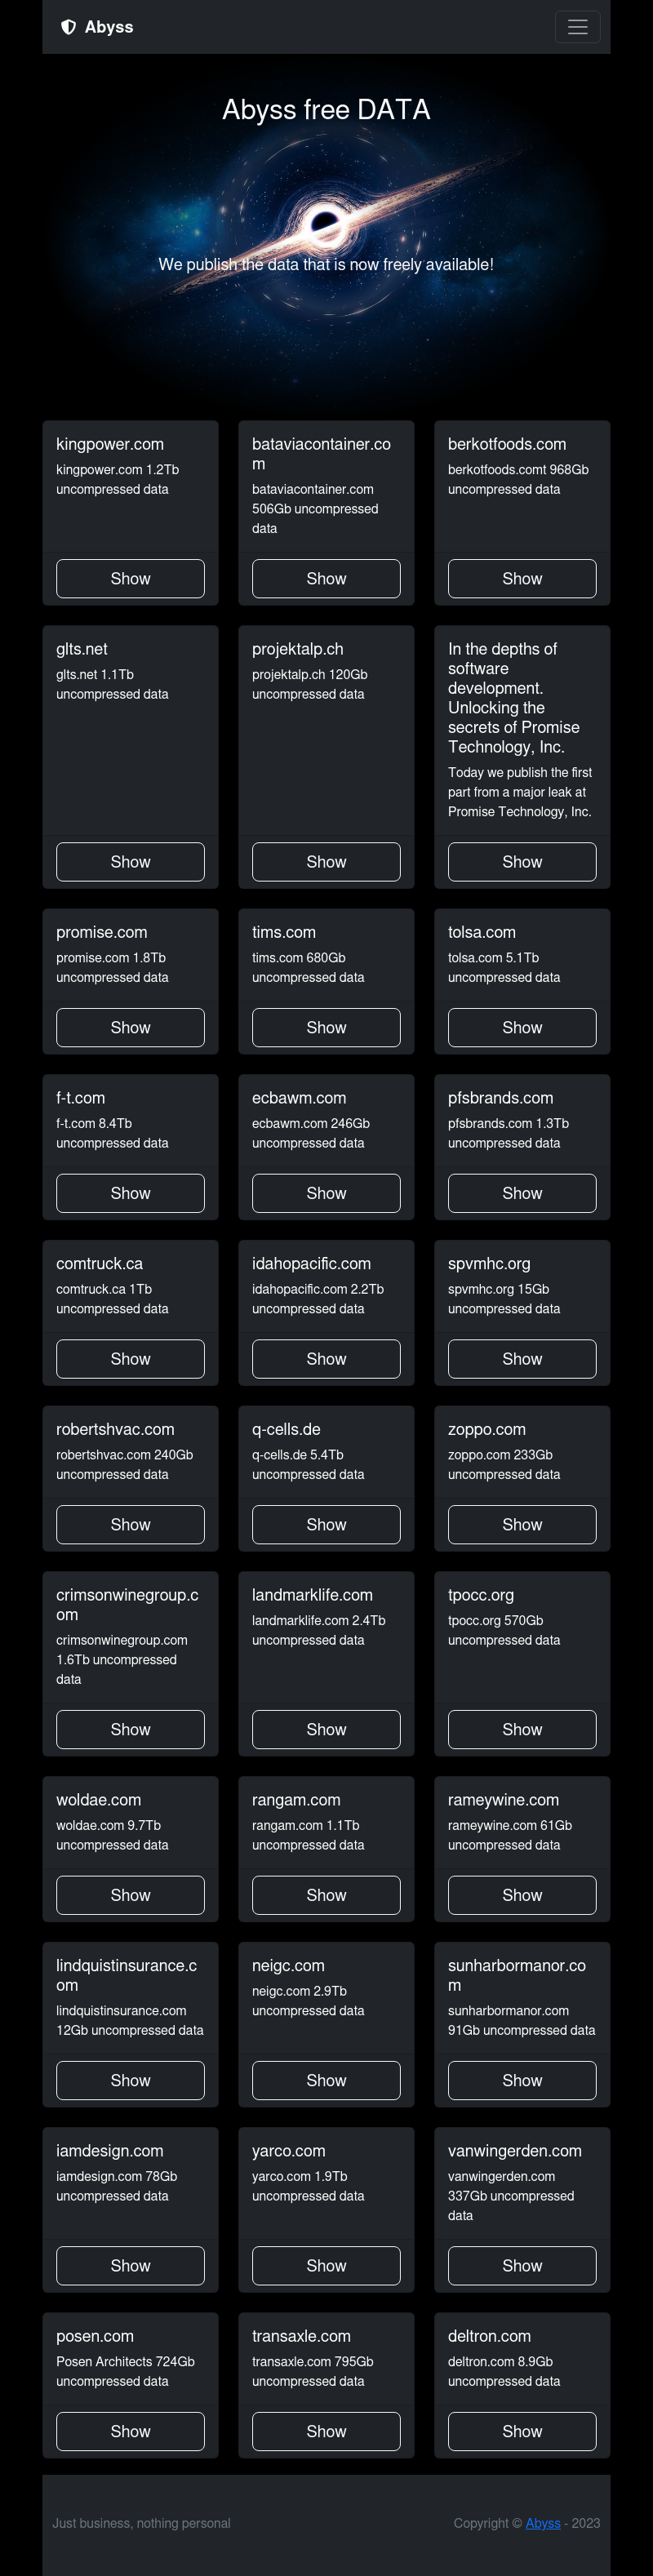 Abyss
Abyss free DATA
We publish the data that is now freely available!
kingpower.com
kingpower.com 1.2Tb
uncompressed data
Show
bataviacontainer.co
m
bataviacontainer.com
506Gb uncompressed
data
Show
berkotfoods.com
berkotfoods.comt 968Gb
uncompressed data
Show
glts.net
glts.net 1.1Tb
uncompressed data
Show
projektalp.ch
projektalp.ch 120Gb
uncompressed data
Show
In the depths of
software
development.
Unlocking the
secrets of Promise
Technology, Inc.
Today we publish the first
part from a major leak at
Promise Technology, Inc.
Show
promise.com
promise.com 1.8Tb
uncompressed data
Show
tims.com
tims.com 680Gb
uncompressed data
Show
tolsa.com
tolsa.com 5.1Tb
uncompressed data
Show
f-t.com
f-t.com 8.4Tb
uncompressed data
Show
ecbawm.com
ecbawm.com 246Gb
uncompressed data
Show
pfsbrands.com
pfsbrands.com 1.3Tb
uncompressed data
Show
comtruck.ca
comtruck.ca 1Tb
uncompressed data
Show
idahopacific.com
idahopacific.com 2.2Tb
uncompressed data
Show
spvmhc.org
spvmhc.org 15Gb
uncompressed data
Show
robertshvac.com
robertshvac.com 240Gb
uncompressed data
Show
q-cells.de
q-cells.de 5.4Tb
uncompressed data
Show
zoppo.com
zoppo.com 233Gb
uncompressed data
Show
crimsonwinegroup.c
om
crimsonwinegroup.com
1.6Tb uncompressed
data
Show
landmarklife.com
landmarklife.com 2.4Tb
uncompressed data
Show
tpocc.org
tpocc.org 570Gb
uncompressed data
Show
woldae.com
woldae.com 9.7Tb
uncompressed data
Show
rangam.com
rangam.com 1.1Tb
uncompressed data
Show
rameywine.com
rameywine.com 61Gb
uncompressed data
Show
lindquistinsurance.c
om
lindquistinsurance.com
12Gb uncompressed data
Show
neigc.com
neigc.com 2.9Tb
uncompressed data
Show
sunharbormanor.co
m
sunharbormanor.com
91Gb uncompressed data
Show
iamdesign.com
iamdesign.com 78Gb
uncompressed data
Show
yarco.com
yarco.com 1.9Tb
uncompressed data
Show
vanwingerden.com
vanwingerden.com
337Gb uncompressed
data
Show
posen.com
Posen Architects 724Gb
uncompressed data
Show
transaxle.com
transaxle.com 795Gb
uncompressed data
Show
deltron.com
deltron.com 8.9Gb
uncompressed data
Show
Just business, nothing personal
Copyright © Abyss - 2023